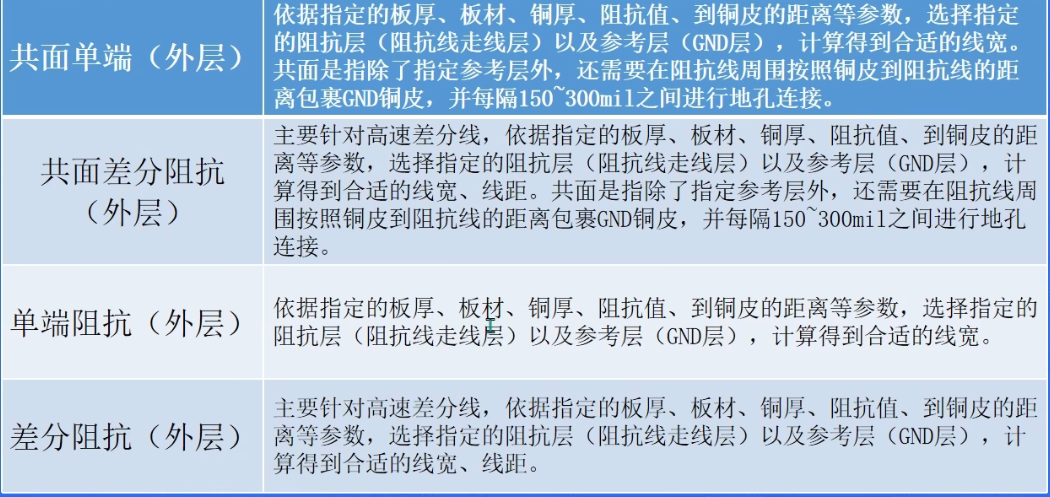 共面单端（外层）
依据指定的板厚、板材、铜厚、阻抗值、到铜皮的距离等参数，选择指定
的阻抗层（阻抗线走线层）以及参考层（GND层），计算得到合适的线宽。
共面是指除了指定参考层外，还需要在阻抗线周围按照铜皮到阻抗线的距
离包裹GND铜皮，并每隔150~300mil之间进行地孔连接。
共面差分阻抗
（外层）
主要针对高速差分线，依据指定的板厚、板材、铜厚、阻抗值、到铜皮的距
离等参数，选择指定的阻抗层（阻抗线走线层）以及参考层（GND层），计
算得到合适的线宽、线距。共面是指除了指定参考层外，还需要在阻抗线周
围按照铜皮到阻抗线的距离包裹GND铜皮，并每隔150~300mil之间进行地孔
连接。
单端阻抗（外层）
依据指定的板厚、板材、铜厚、阻抗值、到铜皮的距离等参数，选择指定的
阻抗层（阻抗线走线层）以及参考层（GND层），计算得到合适的线宽。
差分阻抗（外层）
主要针对高速差分线，依据指定的板厚、板材、铜厚、阻抗值、到铜皮的距
离等参数，选择指定的阻抗层（阻抗线走线层）以及参考层（GND层），计
算得到合适的线宽、线距。